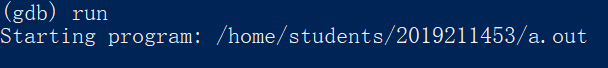 (gdb) run
Starting program: /home/students/2019211453/a.out